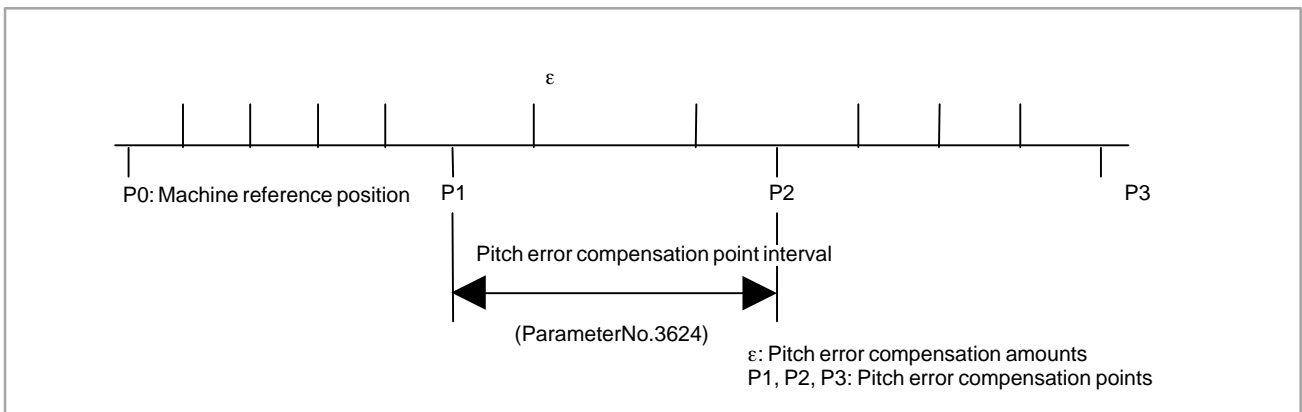 ε
P0: Machine reference position
P1
P2
P3
Pitch error compensation point interval
(ParameterNo.3624)
ε: Pitch error compensation amounts
P1, P2, P3: Pitch error compensation points